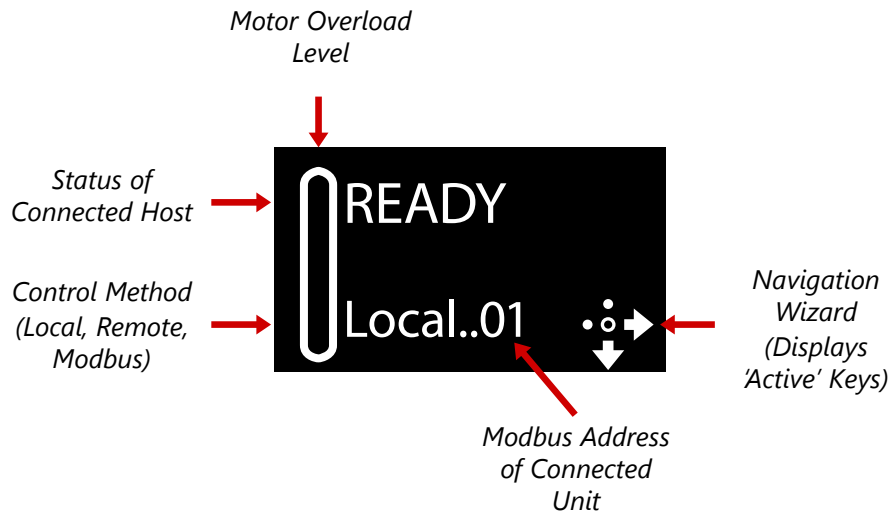 Motor Overload
Level
Status of
Connected Host
READY
Control Method
(Local, Remote,
Modbus)
Local..01
Navigation
Wizard
(Displays
'Active' Keys)
Modbus Address
of Connected
Unit